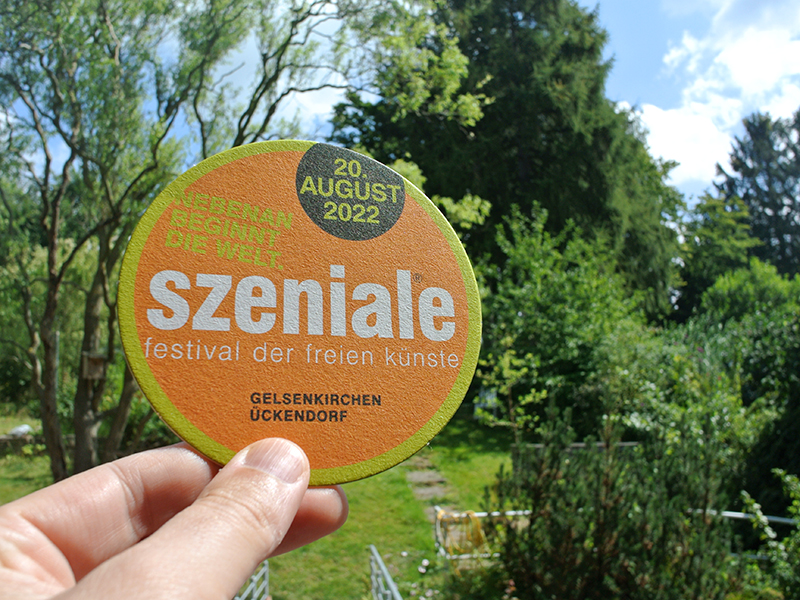 20.
AUGUST
2022
NEBENAN
BEGINNT
DIE WELT.
szeniale®
festival der freien künste
GELSENKIRCHEN
ÜCKENDORF